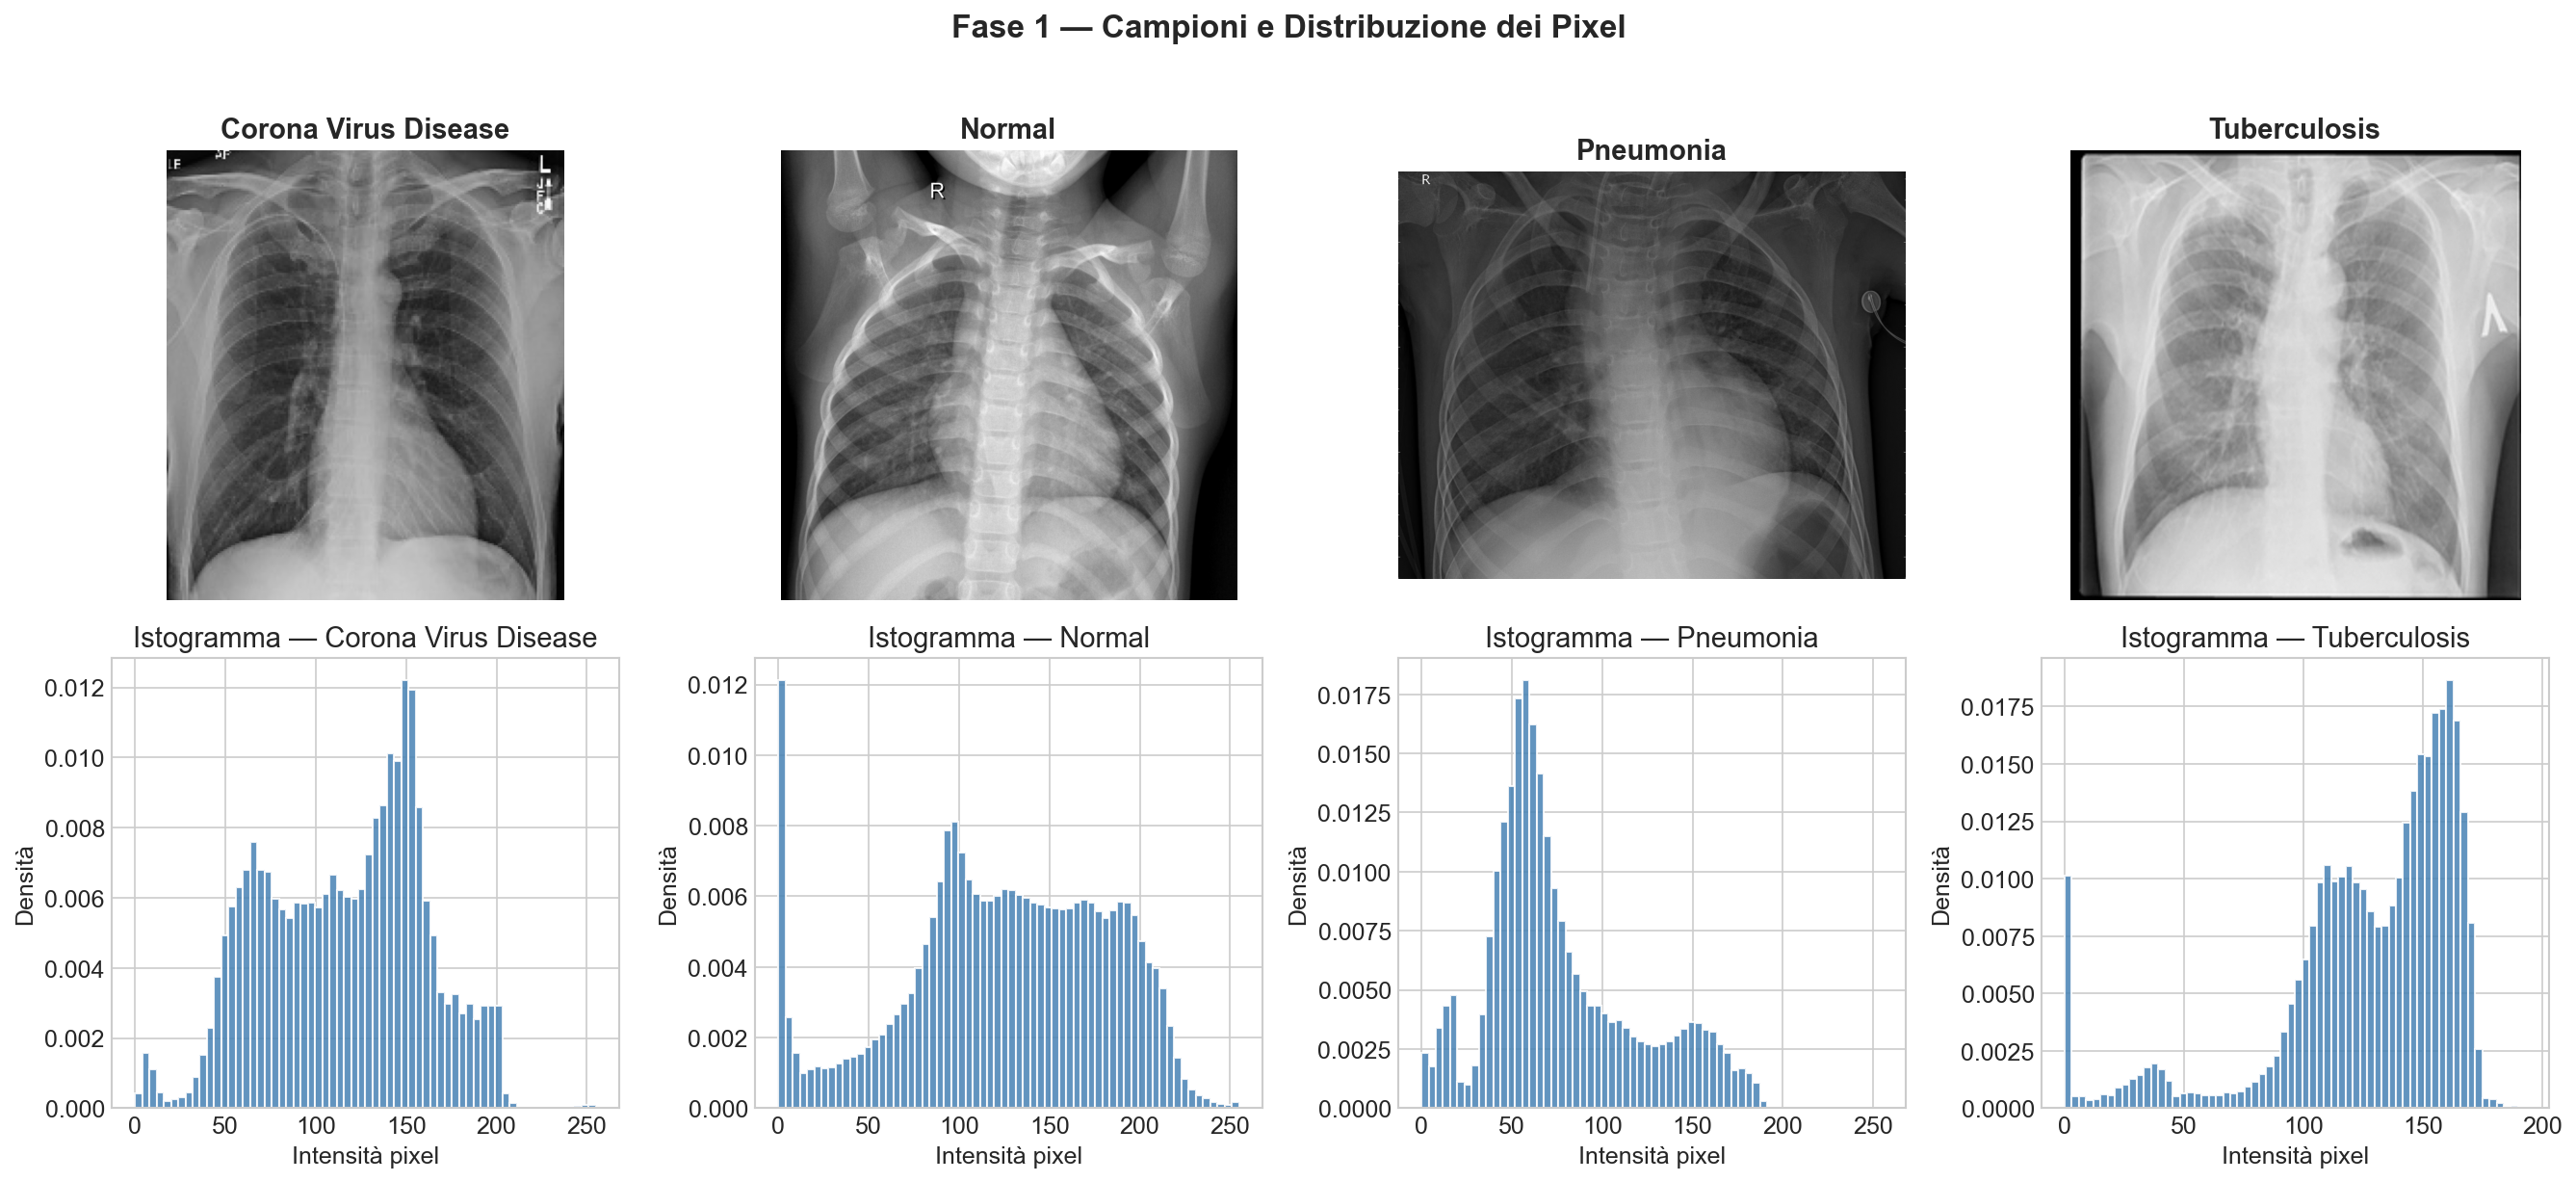 Fase 1 — Campioni e Distribuzione dei Pixel
Corona Virus Disease
Normal
Pneumonia
Tuberculosis
L
R
R
Istogramma — Corona Virus Disease
Istogramma — Normal
Istogramma — Pneumonia
Istogramma — Tuberculosis
Densità
0.012
0.010
0.008
0.006
0.004
0.002
0.000
0 50 100 150 200 250
Intensità pixel
Densità
0.012
0.010
0.008
0.006
0.004
0.002
0.000
0 50 100 150 200 250
Intensità pixel
Densità
0.0175
0.0150
0.0125
0.0100
0.0075
0.0050
0.0025
0.0000
0 50 100 150 200 250
Intensità pixel
Densità
0.0175
0.0150
0.0125
0.0100
0.0075
0.0050
0.0025
0.0000
0 50 100 150 200
Intensità pixel